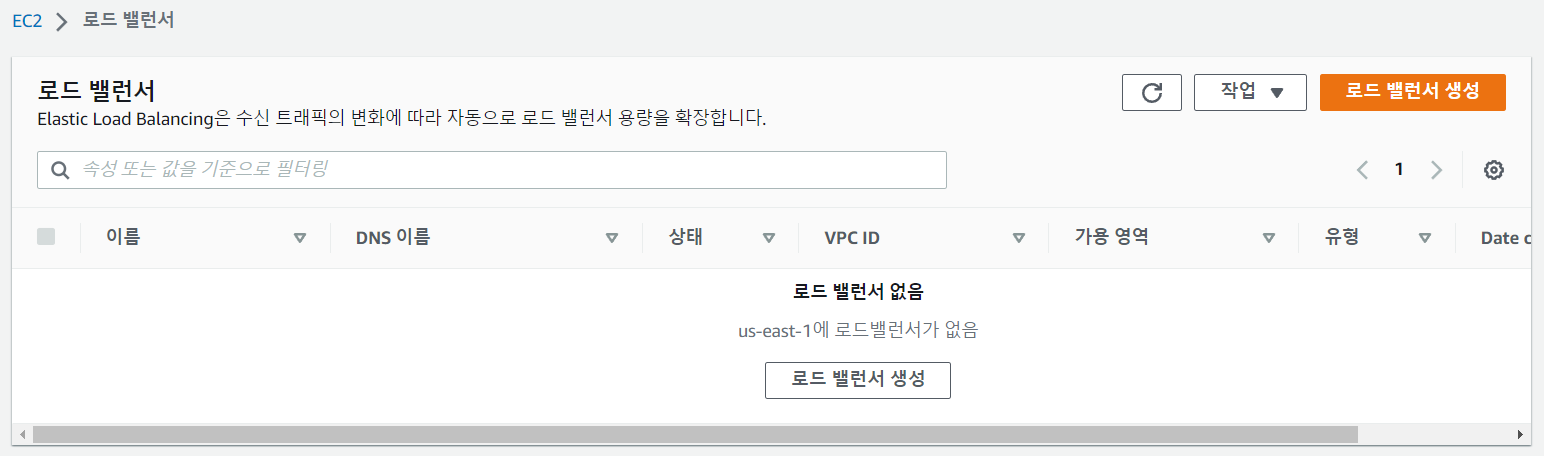 EC2 로드 밸런서
로드 밸런서
작업
로드 밸런서 생성
Elastic Load Balancing은 수신 트래픽의 변화에 따라 자동으로 로드 밸런서 용량을 확장합니다.
속성 또는 값을 기준으로 필터링
1
이름 DNS 이름 상태 VPC ID 가용 영역 유형 Date c
로드 밸런서 없음
us-east-1에 로드밸런서가 없음
로드 밸런서 생성